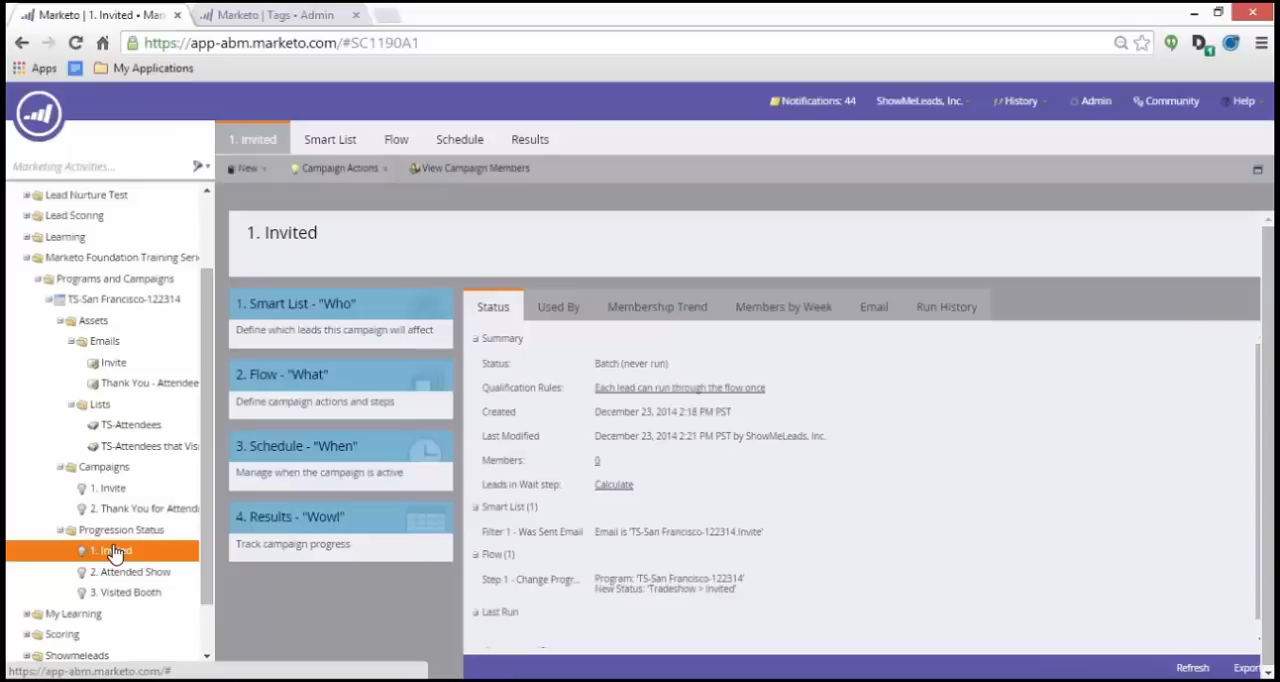 Marketo | 1. Invited • Mar
Marketo | Tags • Admin
https://app-abm.marketo.com/#SC1190A1
Apps
My Applications
Notifications: 44
ShowMeLeads, Inc.
History
Admin
Community
Help
Marketing Activities...
1. Invited
Smart List
Flow
Schedule
Results
New
Campaign Actions
View Campaign Members
Lead Nurture Test
Lead Scoring
Learning
Marketo Foundation Training Seri
Programs and Campaigns
TS-San Francisco-122314
Assets
Emails
Invite
Thank You - Attendee
Lists
TS-Attendees
TS-Attendees that Vis
Campaigns
1. Invite
2. Thank You for Attend
Progression Status
1. Invited
2. Attended Show
3. Visited Booth
My Learning
Scoring
Showmeleads
https://app-abm.marketo.com/#
1. Invited
1. Smart List - "Who"
Define which leads this campaign will affect
2. Flow - "What"
Define campaign actions and steps
3. Schedule - "When"
Manage when the campaign is active
4. Results - "Wow!"
Track campaign progress
Status
Used By
Membership Trend
Members by Week
Email
Run History
Summary
Status: Batch (never run)
Qualification Rules: Each lead can run through the flow once
Created December 23, 2014 2:18 PM PST
Last Modified December 23, 2014 2:21 PM PST by ShowMeLeads, Inc.
Members: 0
Leads in Wait step: Calculate
Smart List (1)
Filter 1 - Was Sent Email Email is 'TS-San Francisco-122314.Invite'
Flow (1)
Step 1 - Change Progr... Program: 'TS-San Francisco-122314'
New Status: 'Tradeshow > Invited'
Last Run
Refresh
Export